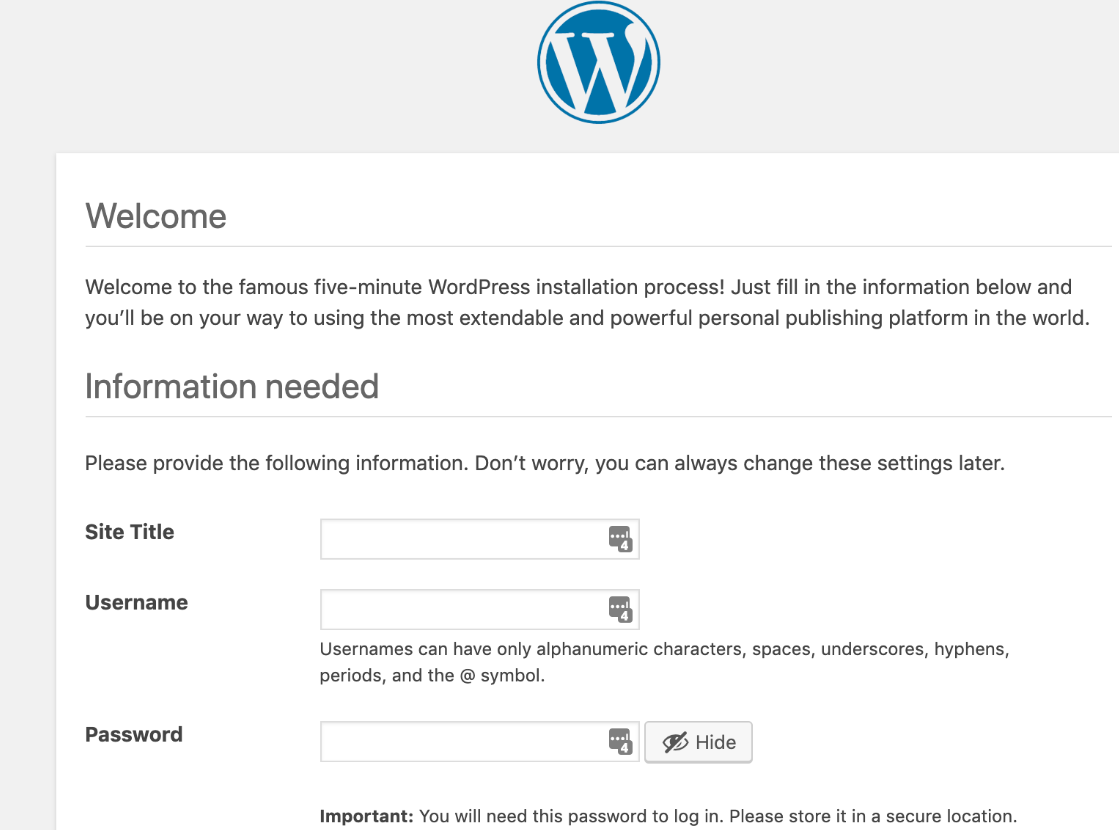 Welcome
Welcome to the famous five-minute WordPress installation process! Just fill in the information below and
you’ll be on your way to using the most extendable and powerful personal publishing platform in the world.
Information needed
Please provide the following information. Don’t worry, you can always change these settings later.
Site Title
4
Username
4
Usernames can have only alphanumeric characters, spaces, underscores, hyphens,
periods, and the @ symbol.
Password
4
Hide
Important: You will need this password to log in. Please store it in a secure location.